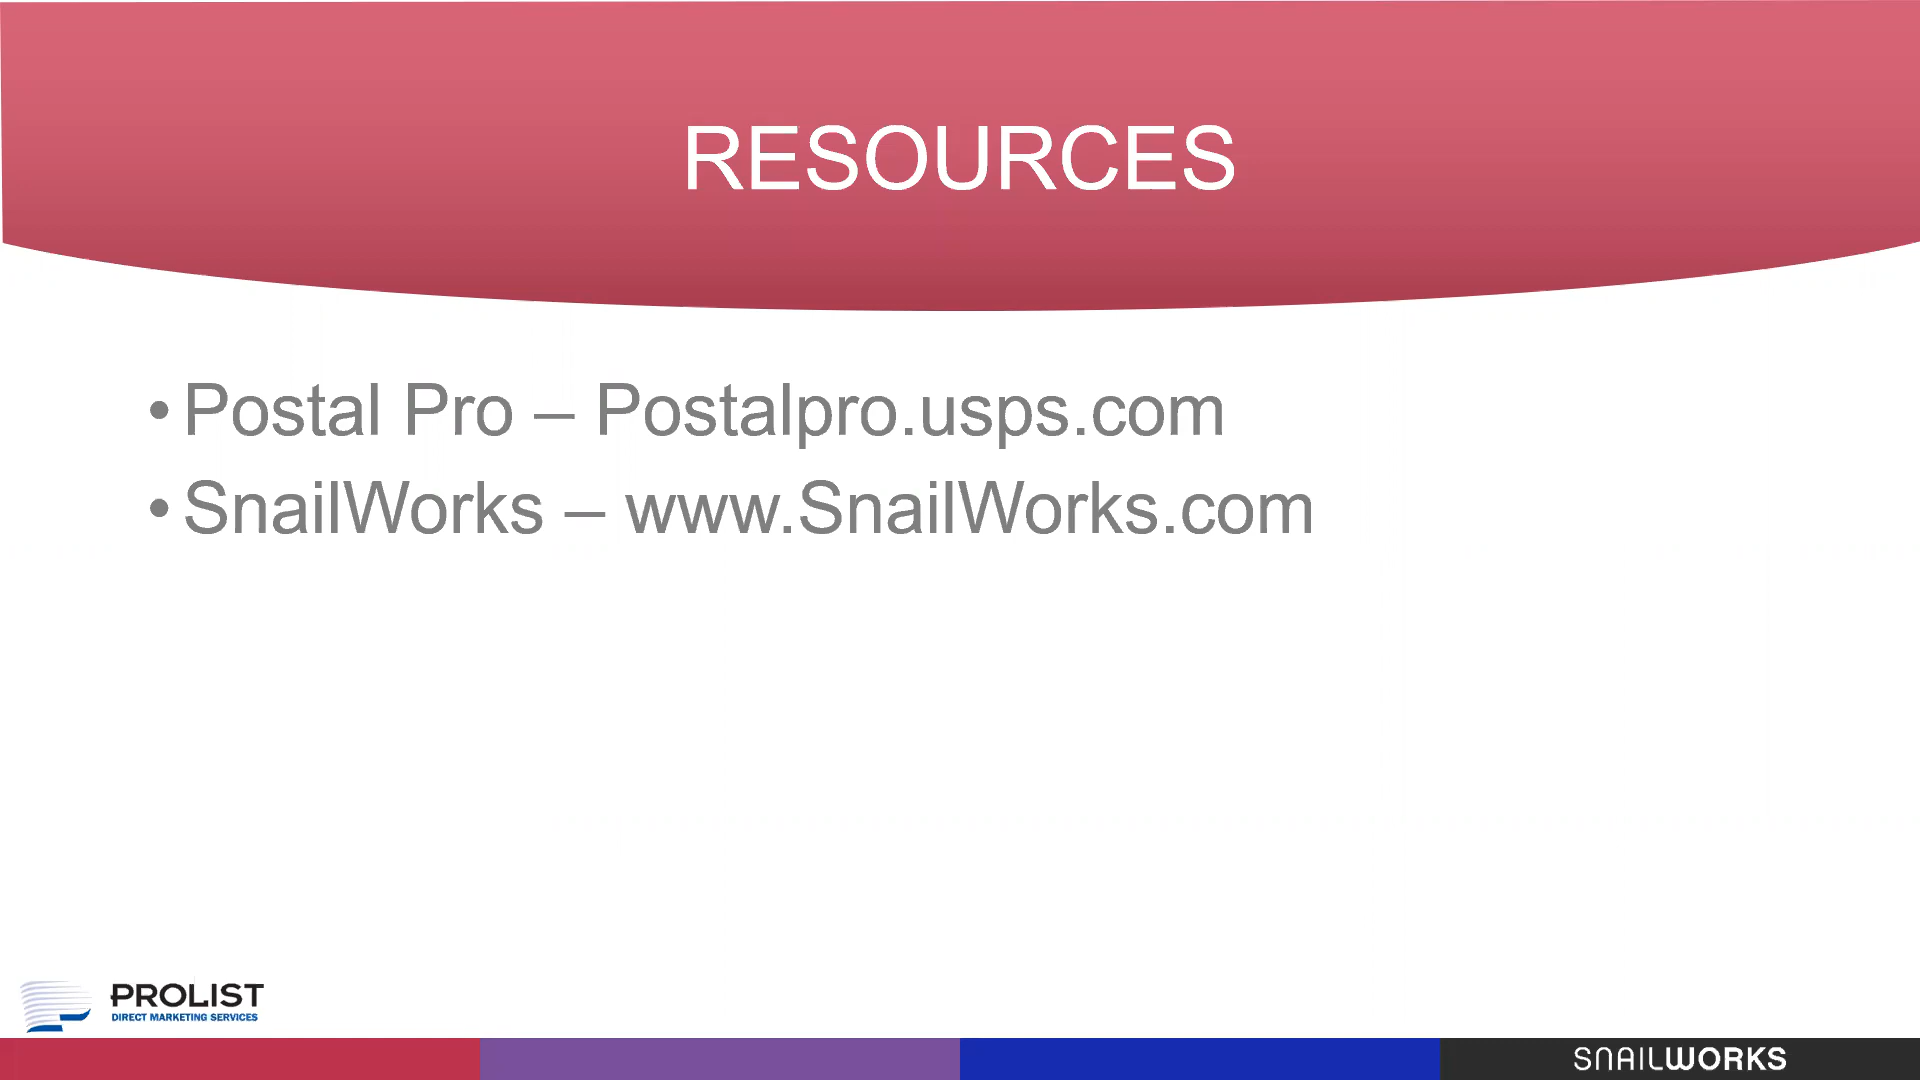 RESOURCES
• Postal Pro – Postalpro.usps.com
• SnailWorks – www.SnailWorks.com
PROLIST
DIRECT MARKETING SERVICES
SNAILWORKS